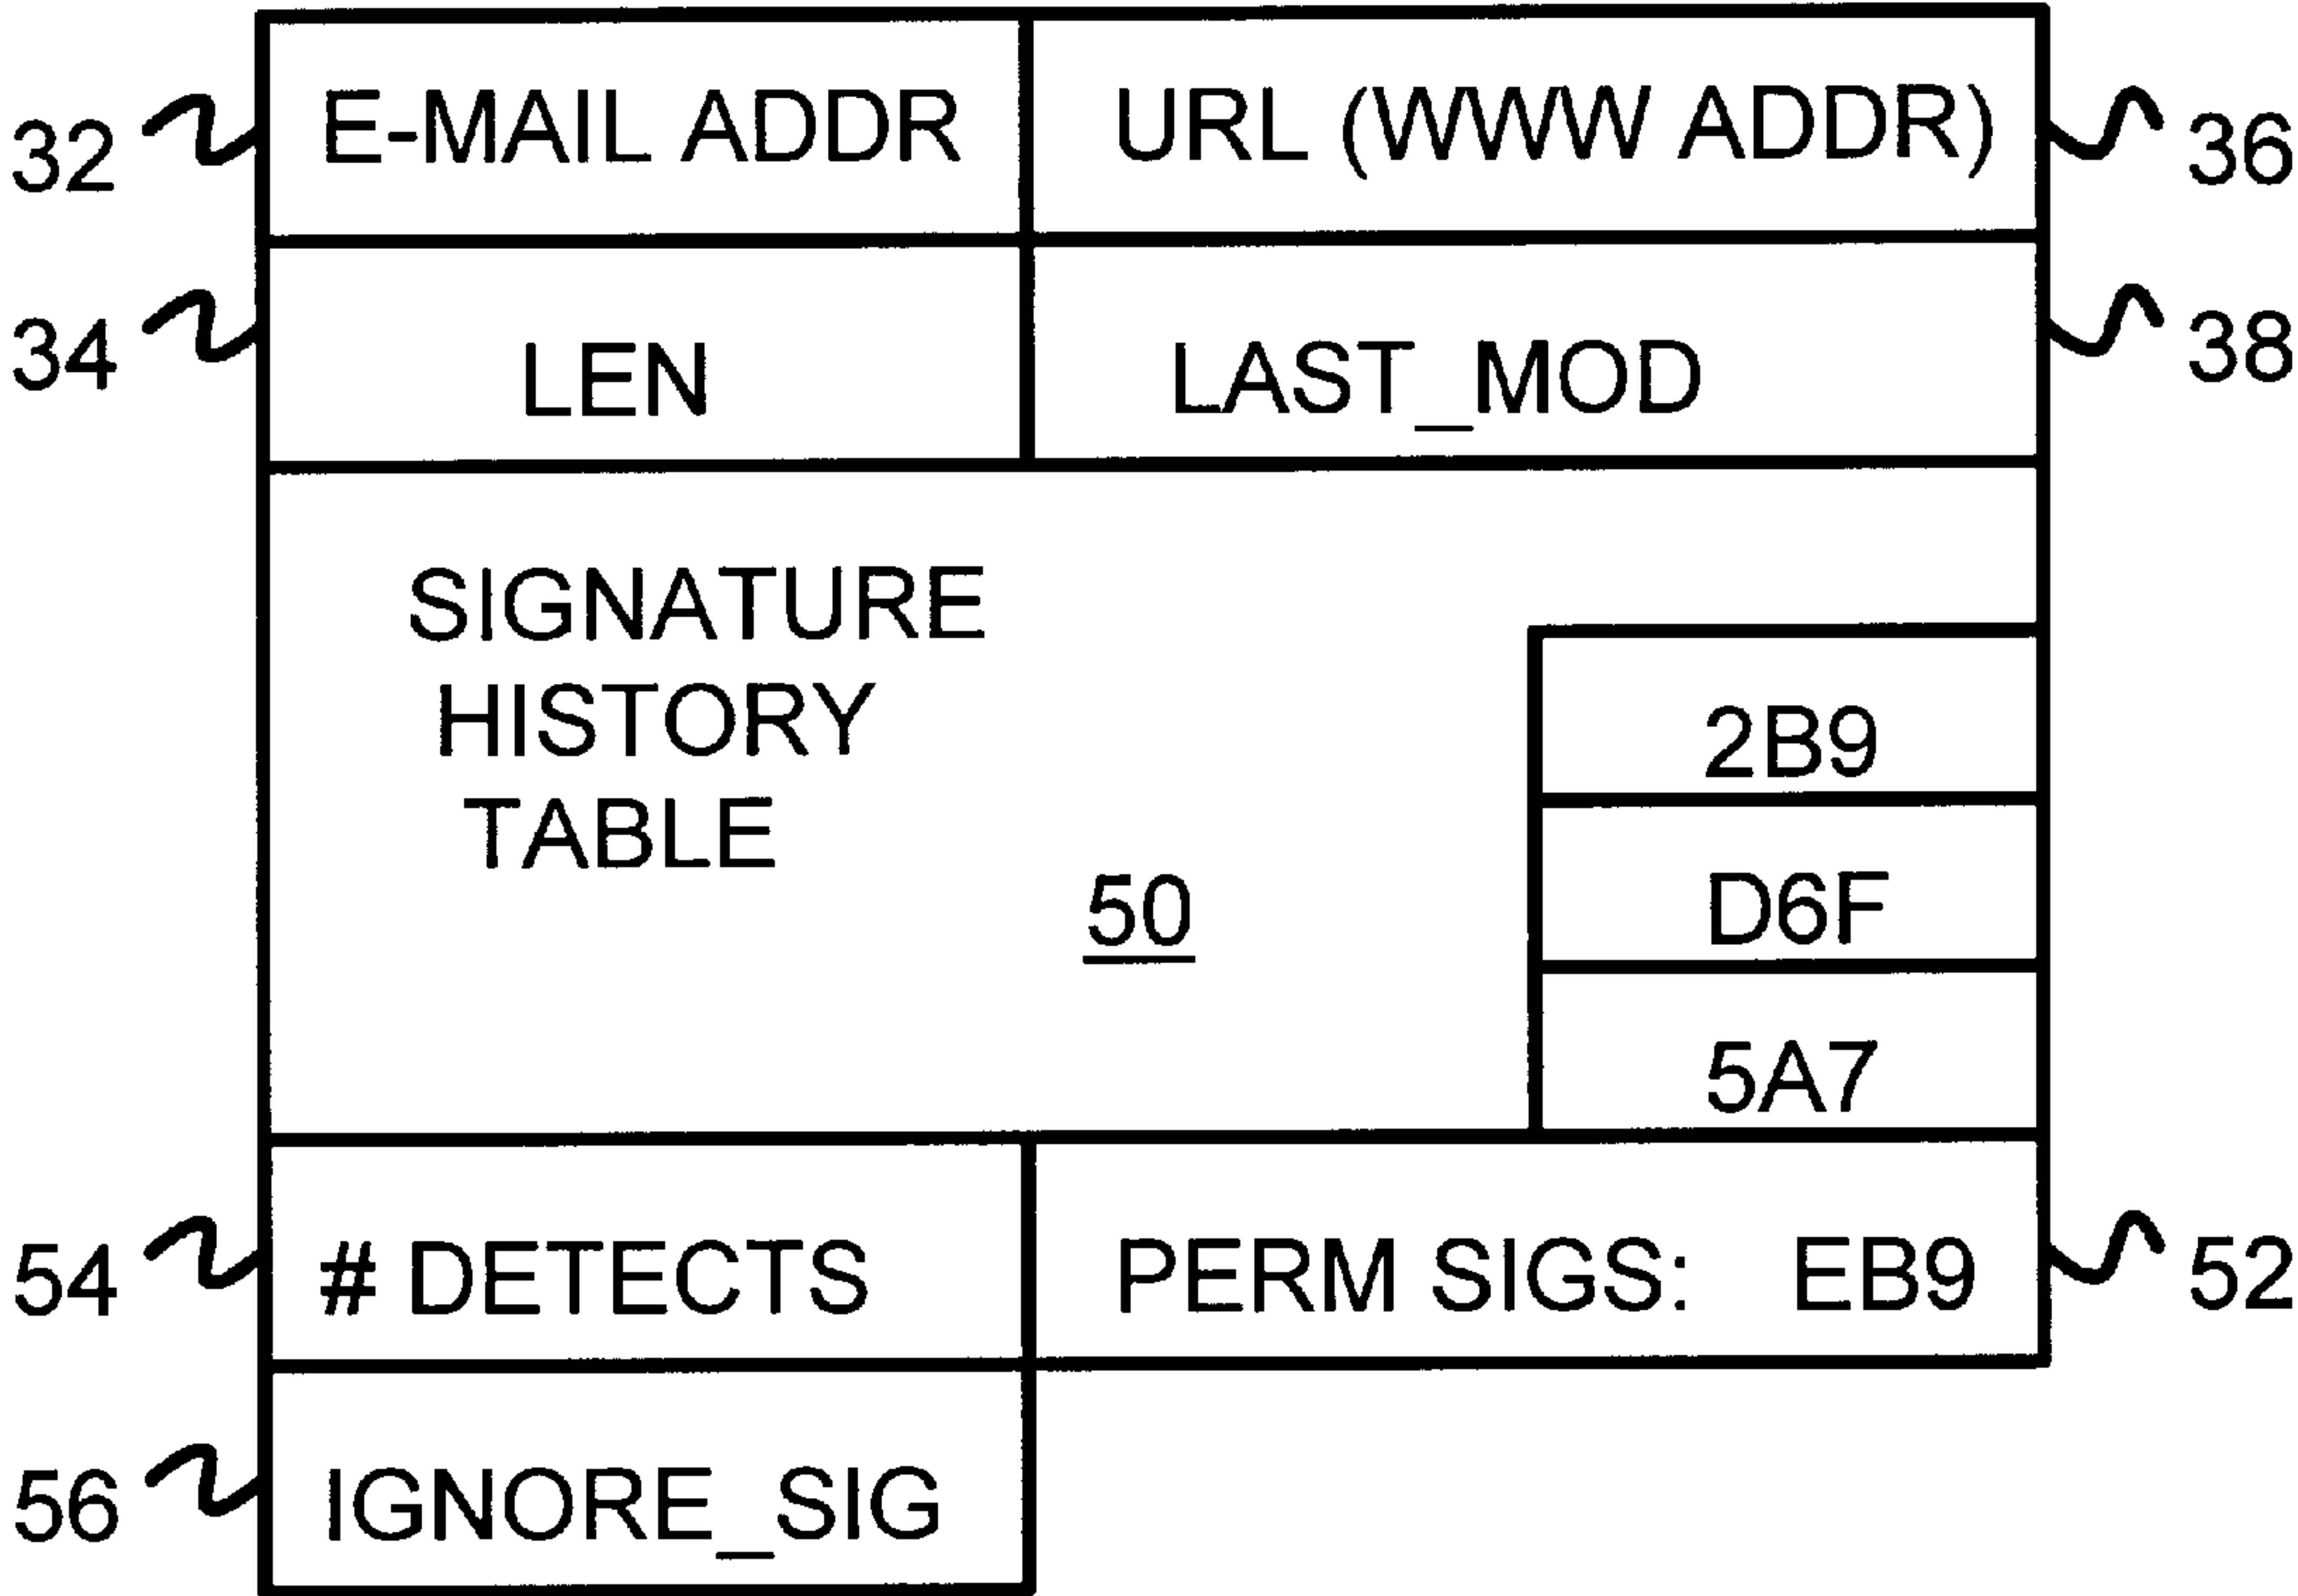 32 E-MAIL ADDR URL (WWW ADDR) 36
34 LEN LAST_MOD 38
SIGNATURE
HISTORY
TABLE
50
2B9
D6F
5A7
54 # DETECTS PERM SIGS: EB9 52
56 IGNORE_SIG